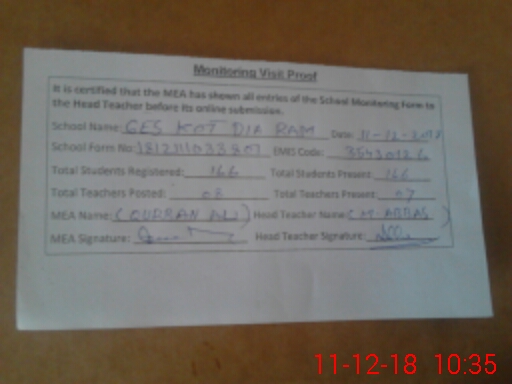 Monitoring Visit Proof
It is certified that the MEA has shown all entries of the School Monitoring Form to
the Head Teacher before its online submission.
School Name: GES KOT DIA RAM Date: 11-12-2018
School Form No: EMIS Code:
Total Students Registered: 166 Total Students Present: 166
Total Teachers Posted: 08 Total Teachers Present: 07
MEA Name: ( ALI ) Head Teacher Name: ( M. ABBAS )
MEA Signature: Head Teacher Signature:
11-12-18 10:35